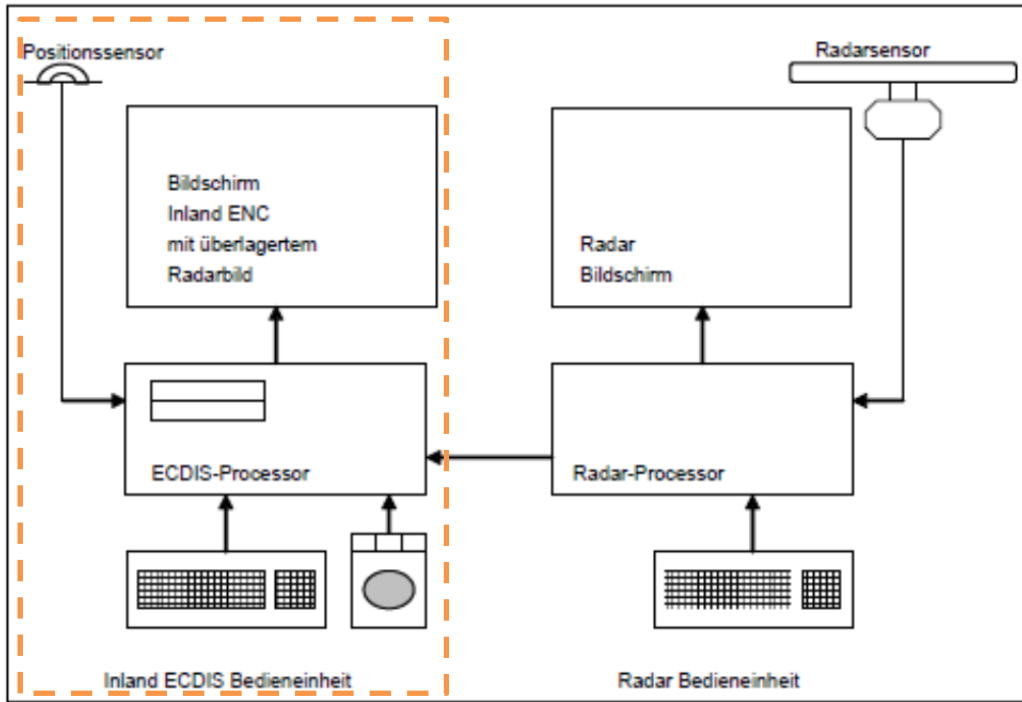 Positionssensor
Radarsensor
Bildschirm
Inland ENC
mit überlagertem
Radarbild
Radar
Bildschirm
ECDIS-Processor
Radar-Processor
Inland ECDIS Bedieneinheit
Radar Bedieneinheit